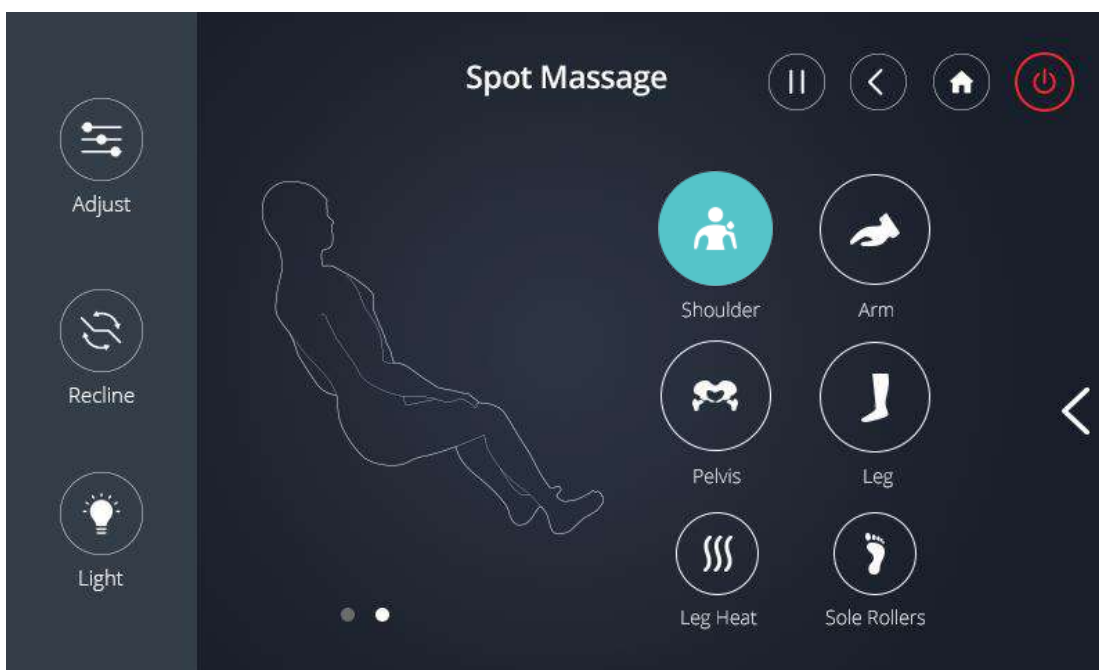 Spot Massage
Adjust
Recline
Light
Shoulder
Arm
Pelvis
Leg
Leg Heat
Sole Rollers